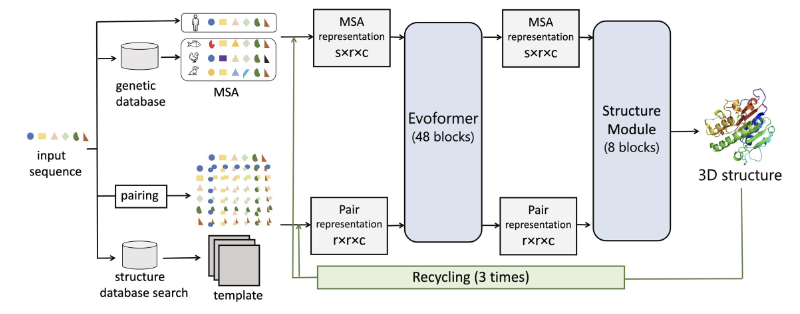 input
sequence
genetic
database
MSA
pairing
structure
database search
template
MSA
representation
s×r×c
Pair
representation
r×r×c
Evoformer
(48 blocks)
MSA
representation
s×r×c
Pair
representation
r×r×c
Structure
Module
(8 blocks)
3D structure
Recycling (3 times)